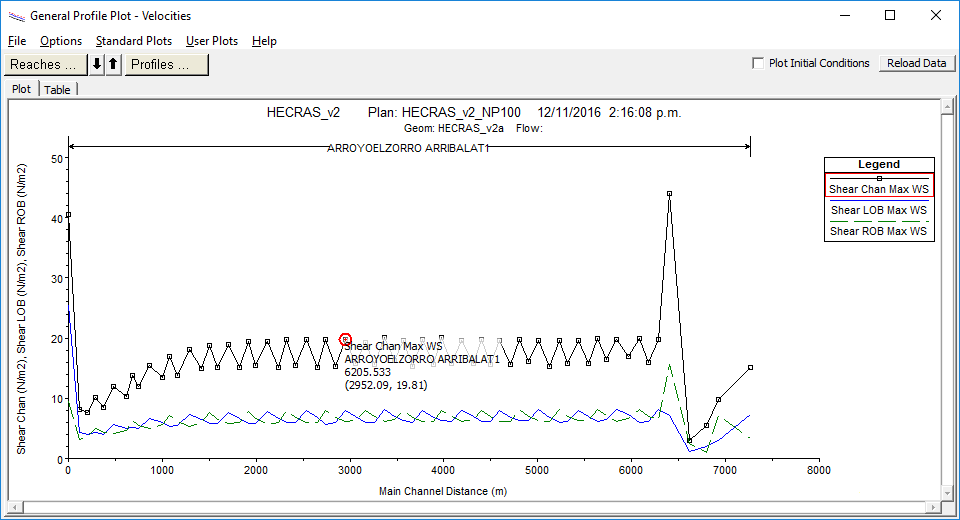 General Profile Plot - Velocities
File Options Standard Plots User Plots Help
Reaches ... Profiles ... Plot Initial Conditions Reload Data
Plot Table
HECRAS_v2 Plan: HECRAS_v2_NP100 12/11/2016 2:16:08 p.m.
Geom: HECRAS_v2a Flow:
ARROYOELZORRO ARRIBALAT1
Shear Chan (N/m2), Shear LOB (N/m2), Shear ROB (N/m2)
50
40
30
20
10
0
Shear Chan Max WS
ARROYOELZORRO ARRIBALAT1
6205.533
(2952.09, 19.81)
0 1000 2000 3000 4000 5000 6000 7000 8000
Main Channel Distance (m)
Legend
Shear Chan Max WS
Shear LOB Max WS
Shear ROB Max WS